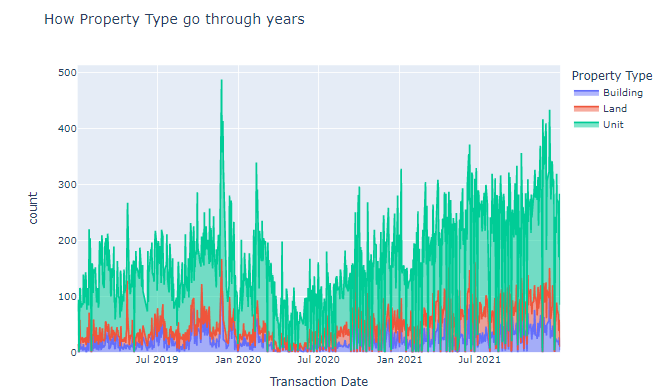 How Property Type go through years
Property Type
Building
Land
Unit
500
400
300
200
100
0
count
Jul 2019
Jan 2020
Jul 2020
Jan 2021
Jul 2021
Transaction Date